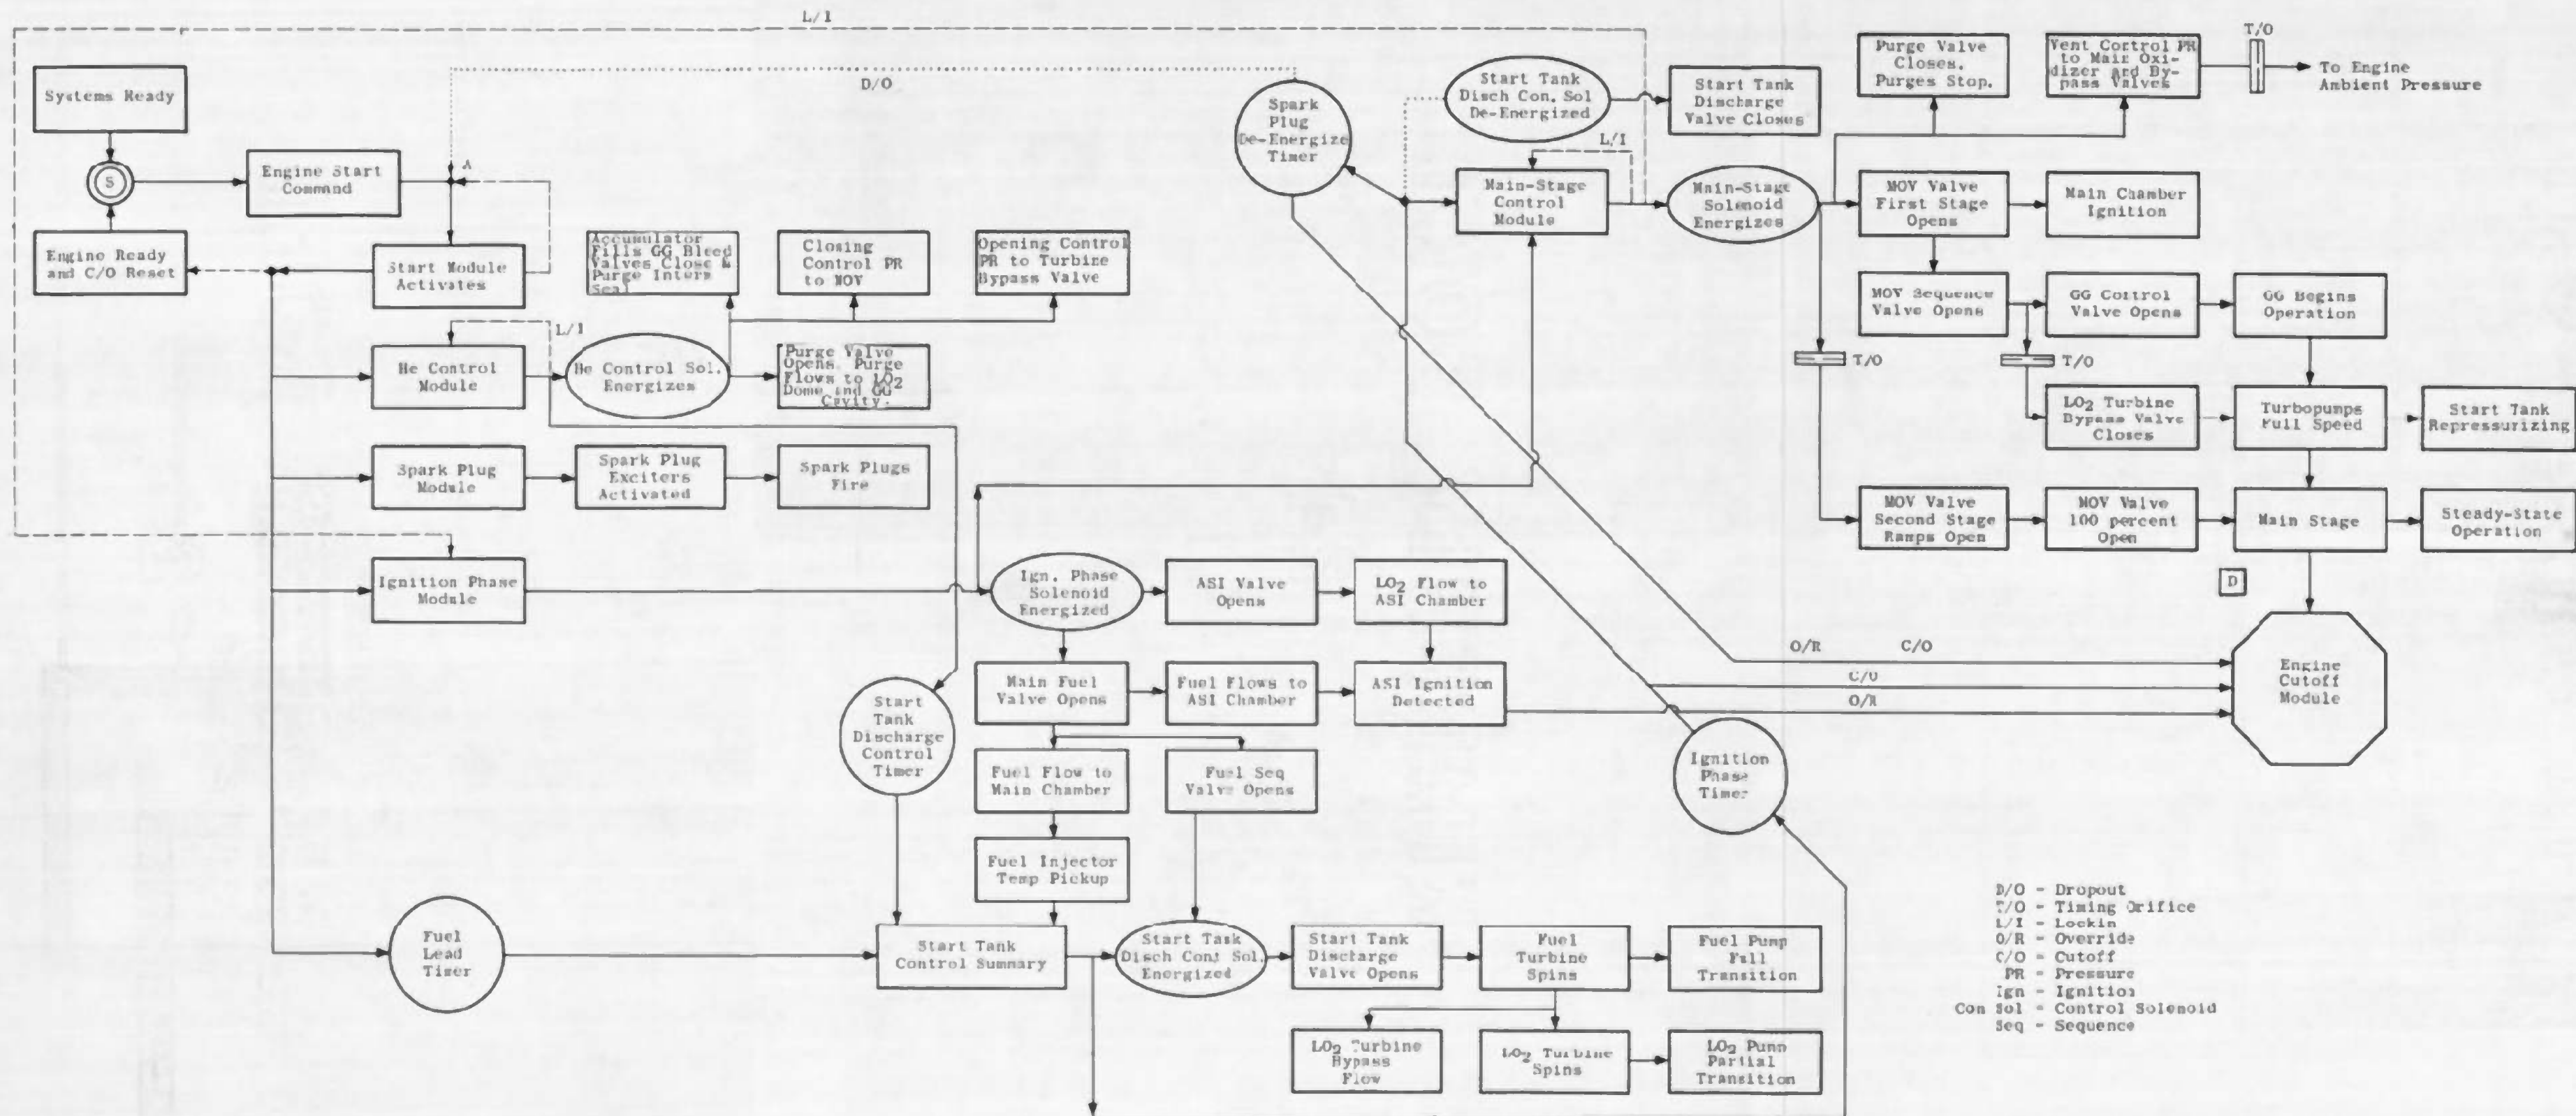 L/I
T/O
Systems Ready
D/O
Spark
Plug
De-Energize
Timer
Start Tank
Disch Con. Sol
De-Energized
Start Tank
Discharge
Valve Closes
Purge Valve
Closes.
Purges Stop.
Vent Control PR
to Main Oxi-
dizer and By-
pass Valves
To Engine
Ambient Pressure
L/I
S
Engine Start
Command
A
Main-Stage
Control
Module
Main-Stage
Solenoid
Energizes
MOV Valve
First Stage
Opens
Main Chamber
Ignition
Engine Ready
and C/O Reset
Start Module
Activates
Accumulator
Fills GG Bleed
Valves Close &
Purge Interm
Seal
Closing
Control PR
to MOV
Opening Control
PR to Turbine
Bypass Valve
MOV Sequence
Valve Opens
GG Control
Valve Opens
GG Begins
Operation
L/I
He Control
Module
He Control Sol.
Energizes
Purge Valve
Opens. Purge
Flows to LO2
Dome and GG
Cavity.
T/O
T/O
LO2 Turbine
Bypass Valve
Closes
Turbopumps
Full Speed
Start Tank
Repressurizing
Spark Plug
Module
Spark Plug
Exciters
Activated
Spark Plugs
Fire
MOV Valve
Second Stage
Ramps Open
MOV Valve
100 percent
Open
Main Stage
Steady-State
Operation
Ignition Phase
Module
Ign. Phase
Solenoid
Energized
ASI Valve
Opens
LO2 Flow to
ASI Chamber
D
Main Fuel
Valve Opens
Fuel Flows to
ASI Chamber
ASI Ignition
Detected
O/R C/O
C/O
O/R
Engine
Cutoff
Module
Start
Tank
Discharge
Control
Timer
Fuel Flow to
Main Chamber
Fuel Seq
Valve Opens
Ignition
Phase
Timer
Fuel Injector
Temp Pickup
Fuel
Lead
Timer
Start Tank
Control Summary
Start Task
Disch Cont Sol.
Energized
Start Tank
Discharge
Valve Opens
Fuel
Turbine
Spins
Fuel Pump
Full
Transition
LO2 Turbine
Bypass
Flow
LO2 Turbine
Spins
LO2 Pump
Partial
Transition
D/O - Dropout
T/O - Timing Orifice
L/I - Lockin
O/R - Override
C/O - Cutoff
PR - Pressure
Ign - Ignition
Con Sol - Control Solenoid
Seq - Sequence